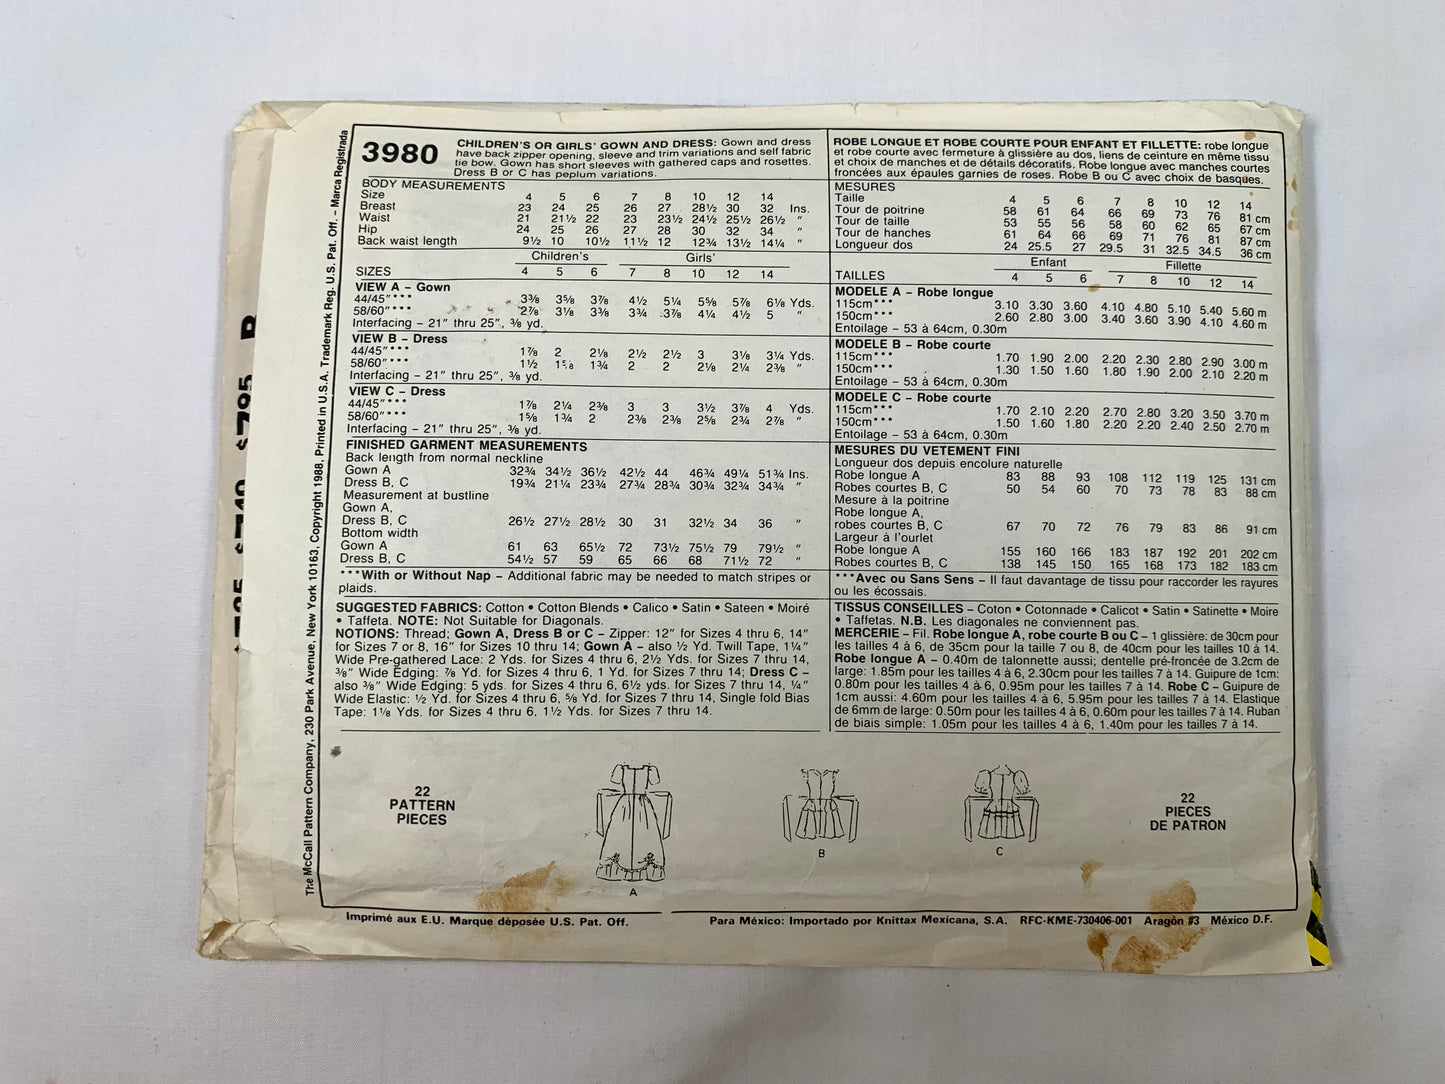 3980
CHILDREN'S OR GIRLS' GOWN AND DRESS: Gown and dress
have back zipper opening, sleeve and trim variations and self fabric
tie bow. Gown has short sleeves with gathered caps and rosettes.
Dress B or C has peplum variations.
BODY MEASUREMENTS
Size 4 5 6 7 8 10 12 14
Breast 23 24 25 26 27 28½ 30 32 Ins.
Waist 21 21½ 22 23 23½ 24½ 25½ 26½ "
Hip 24 25 26 27 28 30 32 34 "
Back waist length 9½ 10 10½ 11½ 12 12¾ 13½ 14¼ "
Children's Girls'
SIZES 4 5 6 7 8 10 12 14
VIEW A – Gown
44/45"*** 3⅜ 3⅝ 3⅞ 4½ 5¼ 5⅝ 5⅞ 6⅛ Yds.
58/60"*** 2⅞ 3⅛ 3⅜ 3¾ 3⅞ 4¼ 4½ 5 "
Interfacing – 21" thru 25", ⅜ yd.
VIEW B – Dress
44/45"*** 1⅞ 2 2⅛ 2½ 2½ 3 3⅛ 3¼ Yds.
58/60"*** 1½ 1⅝ 1¾ 2 2 2⅛ 2¼ 2⅜ "
Interfacing – 21" thru 25", ⅜ yd.
VIEW C – Dress
44/45"*** 1⅞ 2¼ 2⅜ 3 3 3½ 3⅞ 4 Yds.
58/60"*** 1⅝ 1¾ 2 2⅜ 2⅜ 2⅝ 2¾ 2⅞ "
Interfacing – 21" thru 25", ⅜ yd.
FINISHED GARMENT MEASUREMENTS
Back length from normal neckline
Gown A 32¾ 34½ 36½ 42½ 44 46¾ 49¼ 51¾ Ins.
Dress B, C 19¾ 21¼ 23¾ 27¾ 28¾ 30¾ 32¾ 34¾ "
Measurement at bustline
Gown A,
Dress B, C 26½ 27½ 28½ 30 31 32½ 34 36 "
Bottom width
Gown A 61 63 65½ 72 73½ 75½ 79 79½ "
Dress B, C 54½ 57 59 65 66 68 71½ 72 "
***With or Without Nap – Additional fabric may be needed to match stripes or
plaids.
SUGGESTED FABRICS: Cotton • Cotton Blends • Calico • Satin • Sateen • Moiré
• Taffeta. NOTE: Not Suitable for Diagonals.
NOTIONS: Thread; Gown A, Dress B or C – Zipper: 12" for Sizes 4 thru 6, 14"
for Sizes 7 or 8, 16" for Sizes 10 thru 14; Gown A – also ½ Yd. Twill Tape, 1¼"
Wide Pre-gathered Lace: 2 Yds. for Sizes 4 thru 6, 2½ Yds. for Sizes 7 thru 14,
⅜" Wide Edging: ⅞ Yd. for Sizes 4 thru 6, 1 Yd. for Sizes 7 thru 14; Dress C –
also ⅜" Wide Edging: 5 yds. for Sizes 4 thru 6, 6½ yds. for Sizes 7 thru 14, ¼"
Wide Elastic: ½ Yd. for Sizes 4 thru 6, ⅝ Yd. for Sizes 7 thru 14, Single fold Bias
Tape: 1⅛ Yds. for Sizes 4 thru 6, 1½ Yds. for Sizes 7 thru 14.
ROBE LONGUE ET ROBE COURTE POUR ENFANT ET FILLETTE: robe longue
et robe courte avec fermeture à glissière au dos, liens de ceinture en même tissu
et choix de manches et de détails décoratifs. Robe longue avec manches courtes
froncées aux épaules garnies de roses. Robe B ou C avec choix de basques.
MESURES
Taille 4 5 6 7 8 10 12 14
Tour de poitrine 58 61 64 66 69 73 76 81 cm
Tour de taille 53 55 56 58 60 62 65 67 cm
Tour de hanches 61 64 66 69 71 76 81 87 cm
Longueur dos 24 25.5 27 29.5 31 32.5 34.5 36 cm
Enfant Fillette
TAILLES 4 5 6 7 8 10 12 14
MODELE A – Robe longue
115cm*** 3.10 3.30 3.60 4.10 4.80 5.10 5.40 5.60 m
150cm*** 2.60 2.80 3.00 3.40 3.60 3.90 4.10 4.60 m
Entoilage – 53 à 64cm, 0.30m
MODELE B – Robe courte
115cm*** 1.70 1.90 2.00 2.20 2.30 2.80 2.90 3.00 m
150cm*** 1.30 1.50 1.60 1.80 1.90 2.00 2.10 2.20 m
Entoilage – 53 à 64cm, 0.30m
MODELE C – Robe courte
115cm*** 1.70 2.10 2.20 2.70 2.80 3.20 3.50 3.70 m
150cm*** 1.50 1.60 1.80 2.20 2.20 2.40 2.50 2.70 m
Entoilage – 53 à 64cm, 0.30m
MESURES DU VETEMENT FINI
Longueur dos depuis encolure naturelle
Robe longue A 83 88 93 108 112 119 125 131 cm
Robes courtes B, C 50 54 60 70 73 78 83 88 cm
Mesure à la poitrine
Robe longue A,
robes courtes B, C 67 70 72 76 79 83 86 91 cm
Largeur à l'ourlet
Robe longue A 155 160 166 183 187 192 201 202 cm
Robes courtes B, C 138 145 150 165 168 173 182 183 cm
***Avec ou Sans Sens – Il faut davantage de tissu pour raccorder les rayures
ou les écossais.
TISSUS CONSEILLES – Coton • Cotonnade • Calicot • Satin • Satinette • Moire
• Taffetas. N.B. Les diagonales ne conviennent pas.
MERCERIE – Fil. Robe longue A, robe courte B ou C – 1 glissière: de 30cm pour
les tailles 4 à 6, de 35cm pour la taille 7 ou 8, de 40cm pour les tailles 10 à 14.
Robe longue A – 0.40m de talonnette aussi; dentelle pré-froncée de 3.2cm de
large: 1.85m pour les tailles 4 à 6, 2.30cm pour les tailles 7 à 14. Guipure de 1cm:
0.80m pour les tailles 4 à 6, 0.95m pour les tailles 7 à 14. Robe C – Guipure de
1cm aussi: 4.60m pour les tailles 4 à 6, 5.95m pour les tailles 7 à 14. Elastique
de 6mm de large: 0.50m pour les tailles 4 à 6, 0.60m pour les tailles 7 à 14. Ruban
de biais simple: 1.05m pour les tailles 4 à 6, 1.40m pour les tailles 7 à 14.
22
PATTERN
PIECES
A
B
C
22
PIECES
DE PATRON
Imprimé aux E.U. Marque déposée U.S. Pat. Off.
Para México: Importado por Knittax Mexicana, S.A. RFC-KME-730406-001 Aragón #3 México D.F.
The McCall Pattern Company, 230 Park Avenue, New York 10163, Copyright 1988, Printed in U.S.A. Trademark Reg. U.S. Pat. Off. – Marca Registrada